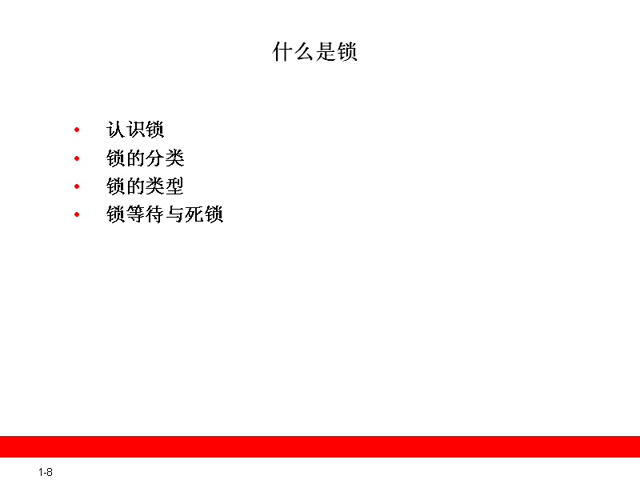 什么是锁
• 认识锁
• 锁的分类
• 锁的类型
• 锁等待与死锁
1-8